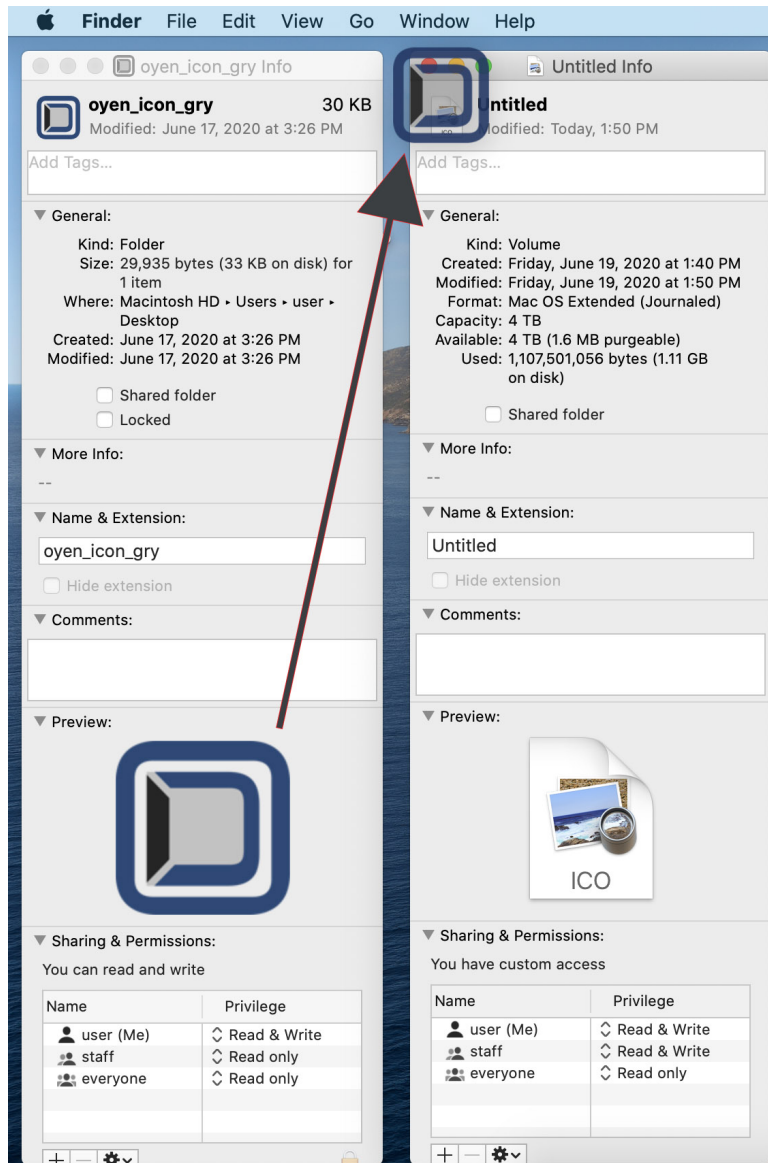 Finder File Edit View Go Window Help
oyen_icon_gry Info
oyen_icon_gry 30 KB
Modified: June 17, 2020 at 3:26 PM
Add Tags...
General:
Kind: Folder
Size: 29,935 bytes (33 KB on disk) for
1 item
Where: Macintosh HD ▸ Users ▸ user ▸
Desktop
Created: June 17, 2020 at 3:26 PM
Modified: June 17, 2020 at 3:26 PM
Shared folder
Locked
More Info:
--
Name & Extension:
oyen_icon_gry
Hide extension
Comments:
Preview:
Sharing & Permissions:
You can read and write
Name Privilege
user (Me) Read & Write
staff Read only
everyone Read only
Untitled Info
Untitled
Modified: Today, 1:50 PM
Add Tags...
General:
Kind: Volume
Created: Friday, June 19, 2020 at 1:40 PM
Modified: Friday, June 19, 2020 at 1:50 PM
Format: Mac OS Extended (Journaled)
Capacity: 4 TB
Available: 4 TB (1.6 MB purgeable)
Used: 1,107,501,056 bytes (1.11 GB
on disk)
Shared folder
More Info:
--
Name & Extension:
Untitled
Hide extension
Comments:
Preview:
ICO
Sharing & Permissions:
You have custom access
Name Privilege
user (Me) Read & Write
staff Read & Write
everyone Read only